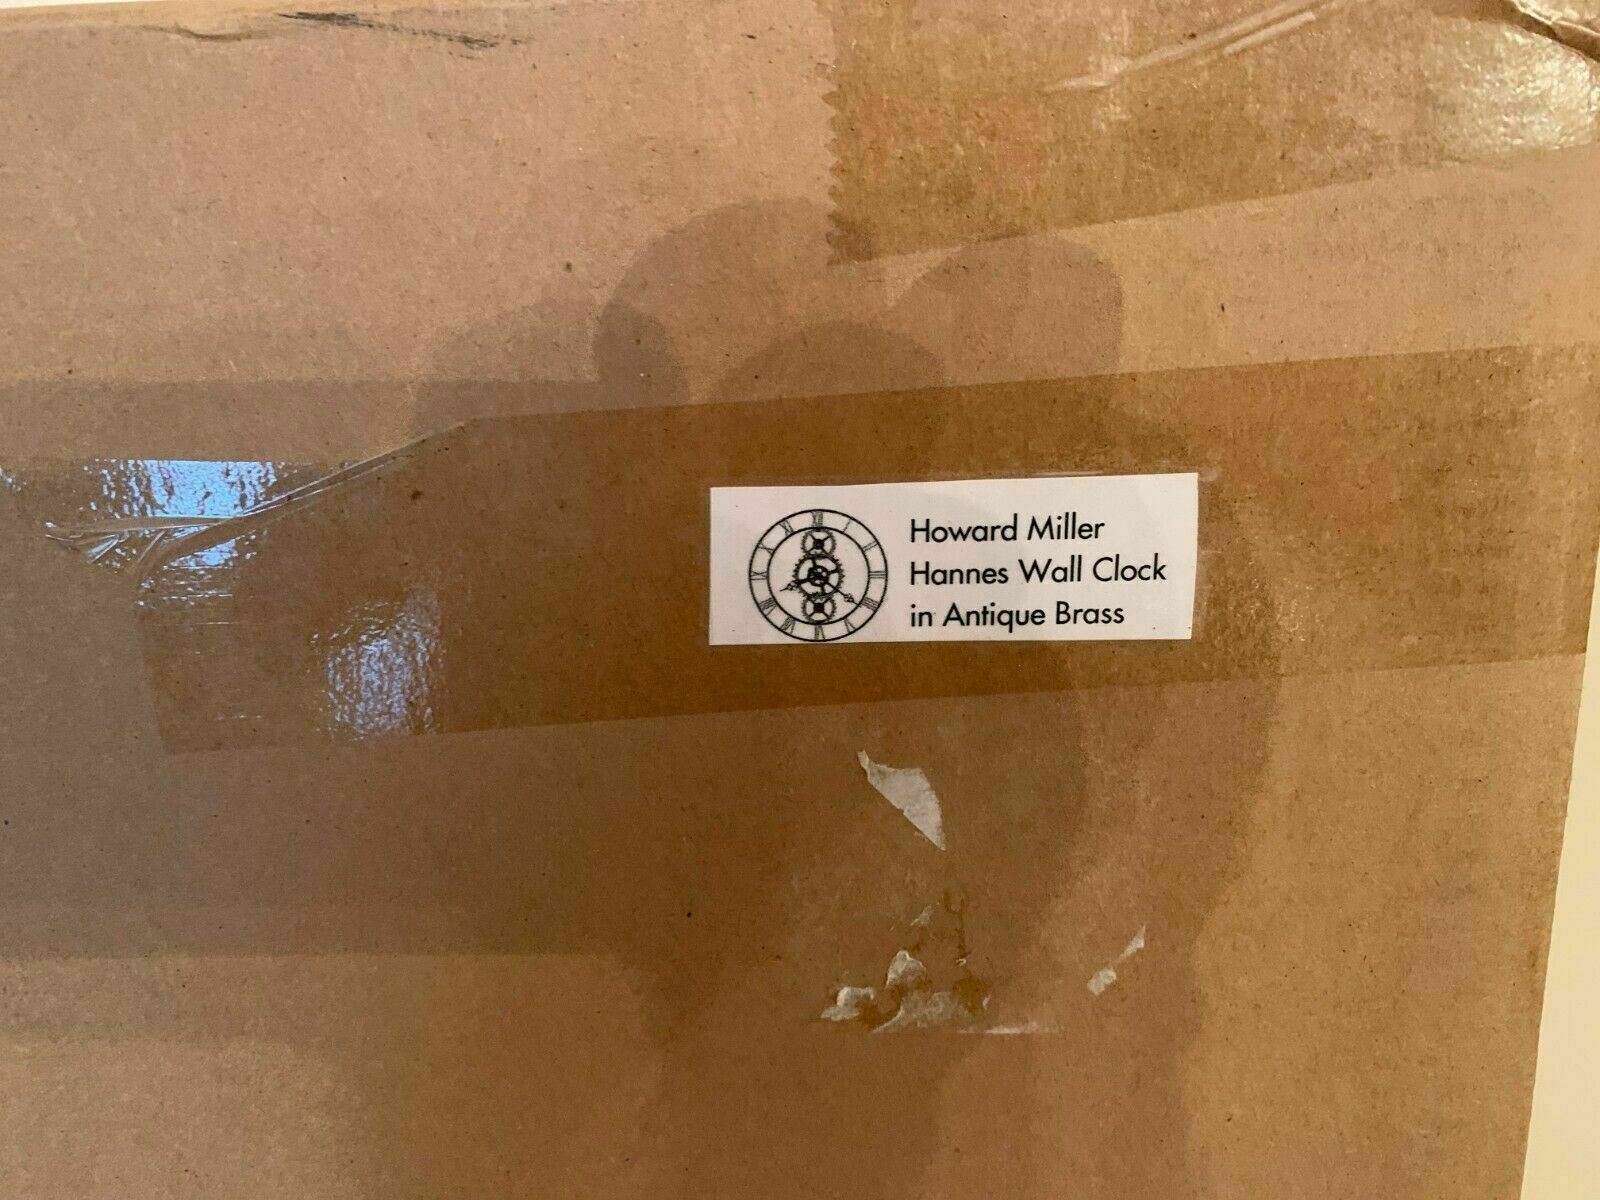 Howard Miller
Hannes Wall Clock
in Antique Brass